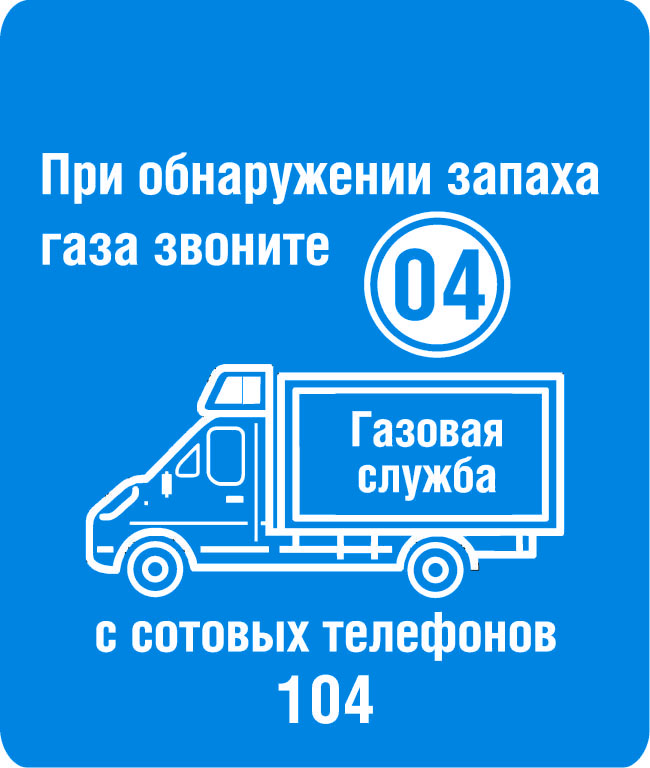 При обнаружении запаха
газа звоните
04
Газовая
служба
с сотовых телефонов
104